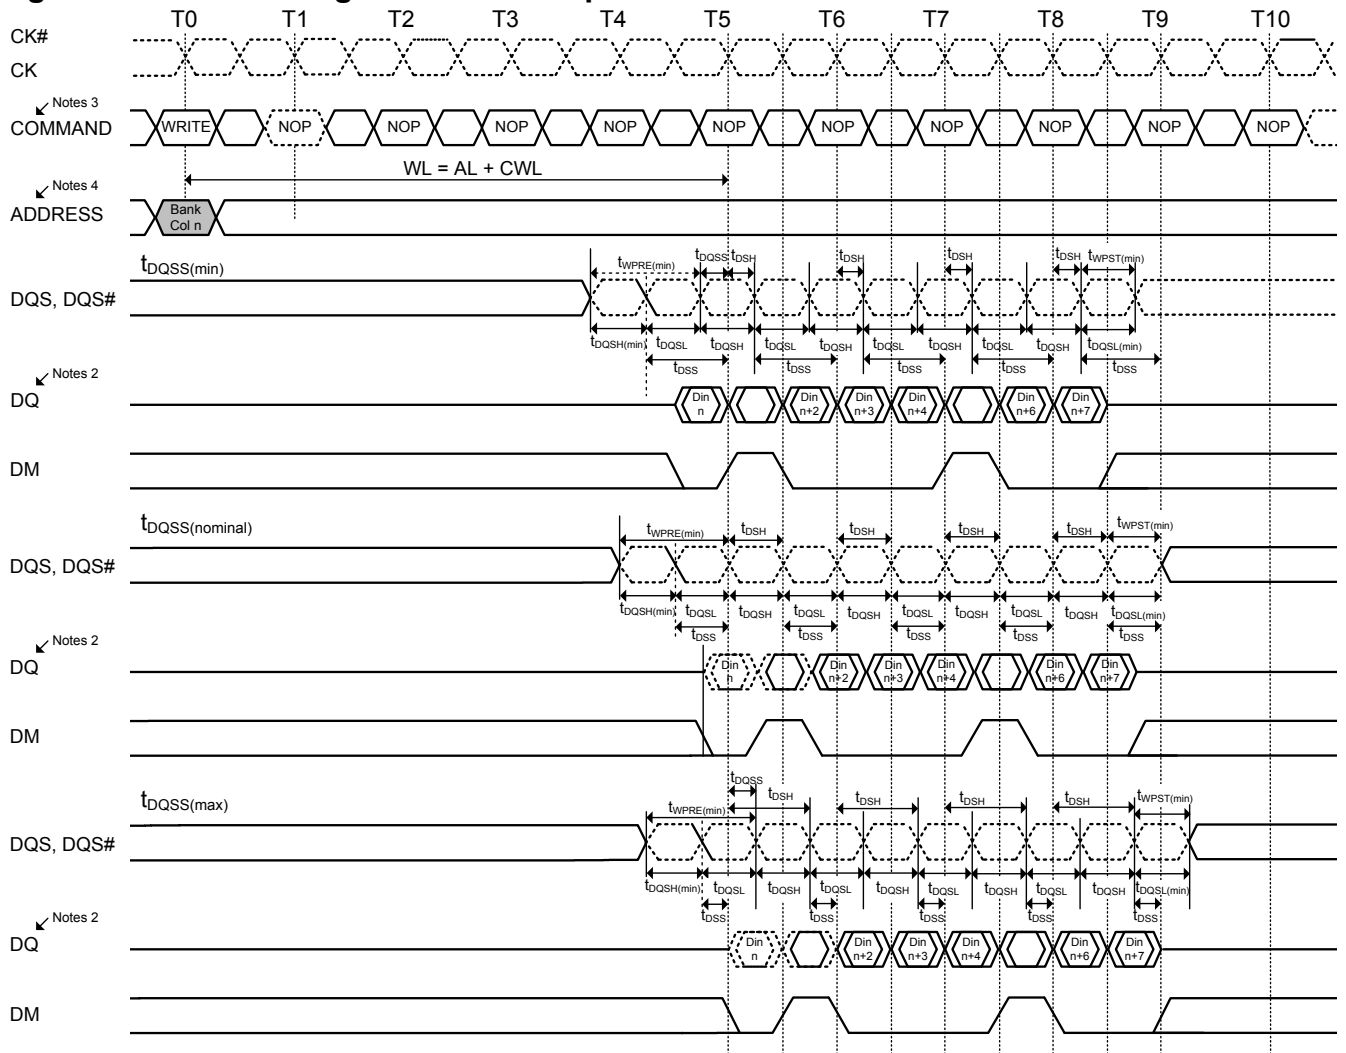 T0 T1 T2 T3 T4 T5 T6 T7 T8 T9 T10
CK#
CK
Notes 3
COMMAND WRITE NOP NOP NOP NOP NOP NOP NOP NOP NOP NOP
WL = AL + CWL
Notes 4
ADDRESS Bank Col n
tDQSS(min) tWPRE(min) tDQSS tDSH tDSH tDSH tDSH tWPST(min)
DQS, DQS#
tDQSH(min) tDQSL tDQSH tDQSL tDQSH tDQSL tDQSH tDQSL tDQSH tDQSL(min)
tDSS tDSS tDSS tDSS tDSS
Notes 2
DQ Din n Din n+2 Din n+3 Din n+4 Din n+6 Din n+7
DM
tDQSS(nominal) tWPRE(min) tDSH tDSH tDSH tDSH tWPST(min)
DQS, DQS#
tDQSH(min) tDQSL tDQSH tDQSL tDQSH tDQSL tDQSH tDQSL tDQSH tDQSL(min)
tDSS tDSS tDSS tDSS tDSS
Notes 2
DQ Din n Din n+2 Din n+3 Din n+4 Din n+6 Din n+7
DM
tDQSS
tDQSS(max) tWPRE(min) tDSH tDSH tDSH tDSH tWPST(min)
DQS, DQS#
tDQSH(min) tDQSL tDQSH tDQSL tDQSH tDQSL tDQSH tDQSL tDQSH tDQSL(min)
tDSS tDSS tDSS tDSS tDSS
Notes 2
DQ Din n Din n+2 Din n+3 Din n+4 Din n+6 Din n+7
DM